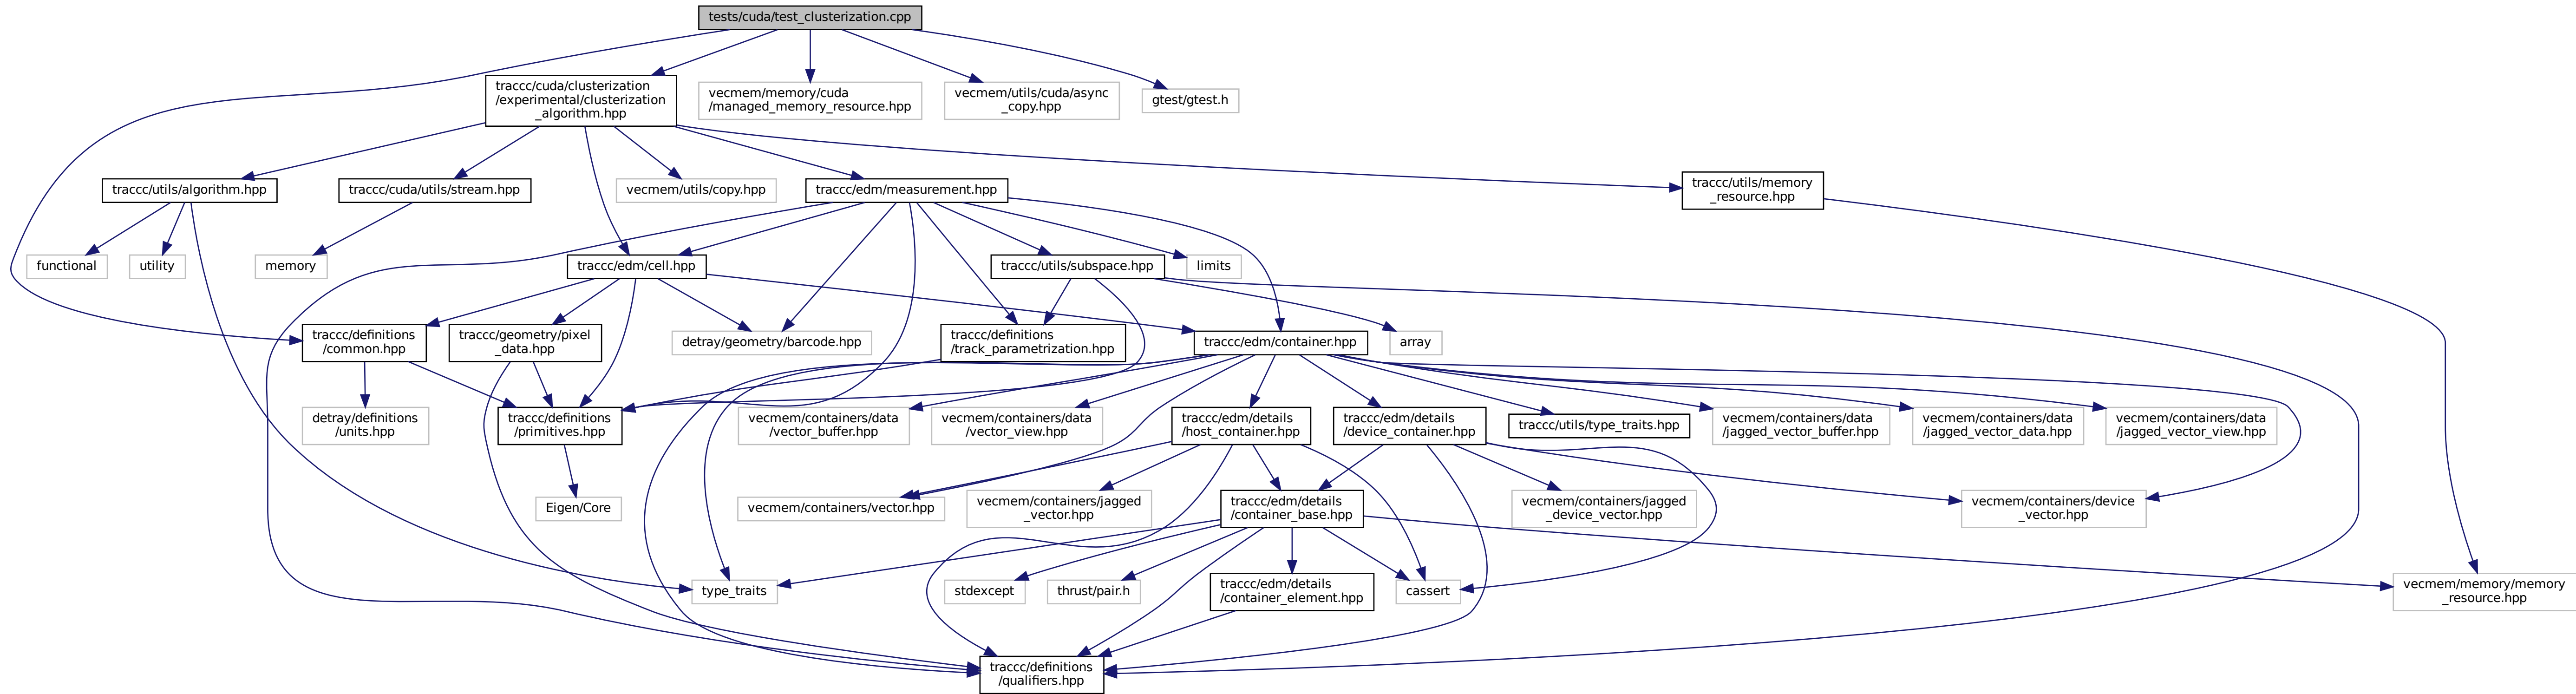 tests/cuda/test_clusterization.cpp
traccc/cuda/clusterization
/experimental/clusterization
_algorithm.hpp
vecmem/memory/cuda
/managed_memory_resource.hpp
vecmem/utils/cuda/async
_copy.hpp
gtest/gtest.h
traccc/utils/algorithm.hpp
traccc/cuda/utils/stream.hpp
vecmem/utils/copy.hpp
traccc/edm/measurement.hpp
traccc/utils/memory
_resource.hpp
functional
utility
memory
traccc/edm/cell.hpp
traccc/utils/subspace.hpp
limits
traccc/definitions
/common.hpp
traccc/geometry/pixel
_data.hpp
detray/geometry/barcode.hpp
traccc/definitions
/track_parametrization.hpp
traccc/edm/container.hpp
array
detray/definitions
/units.hpp
traccc/definitions
/primitives.hpp
vecmem/containers/data
/vector_buffer.hpp
vecmem/containers/data
/vector_view.hpp
traccc/edm/details
/host_container.hpp
traccc/edm/details
/device_container.hpp
traccc/utils/type_traits.hpp
vecmem/containers/data
/jagged_vector_buffer.hpp
vecmem/containers/data
/jagged_vector_data.hpp
vecmem/containers/data
/jagged_vector_view.hpp
Eigen/Core
vecmem/containers/vector.hpp
vecmem/containers/jagged
_vector.hpp
traccc/edm/details
/container_base.hpp
vecmem/containers/jagged
_device_vector.hpp
vecmem/containers/device
_vector.hpp
type_traits
stdexcept
thrust/pair.h
traccc/edm/details
/container_element.hpp
cassert
vecmem/memory/memory
_resource.hpp
traccc/definitions
/qualifiers.hpp